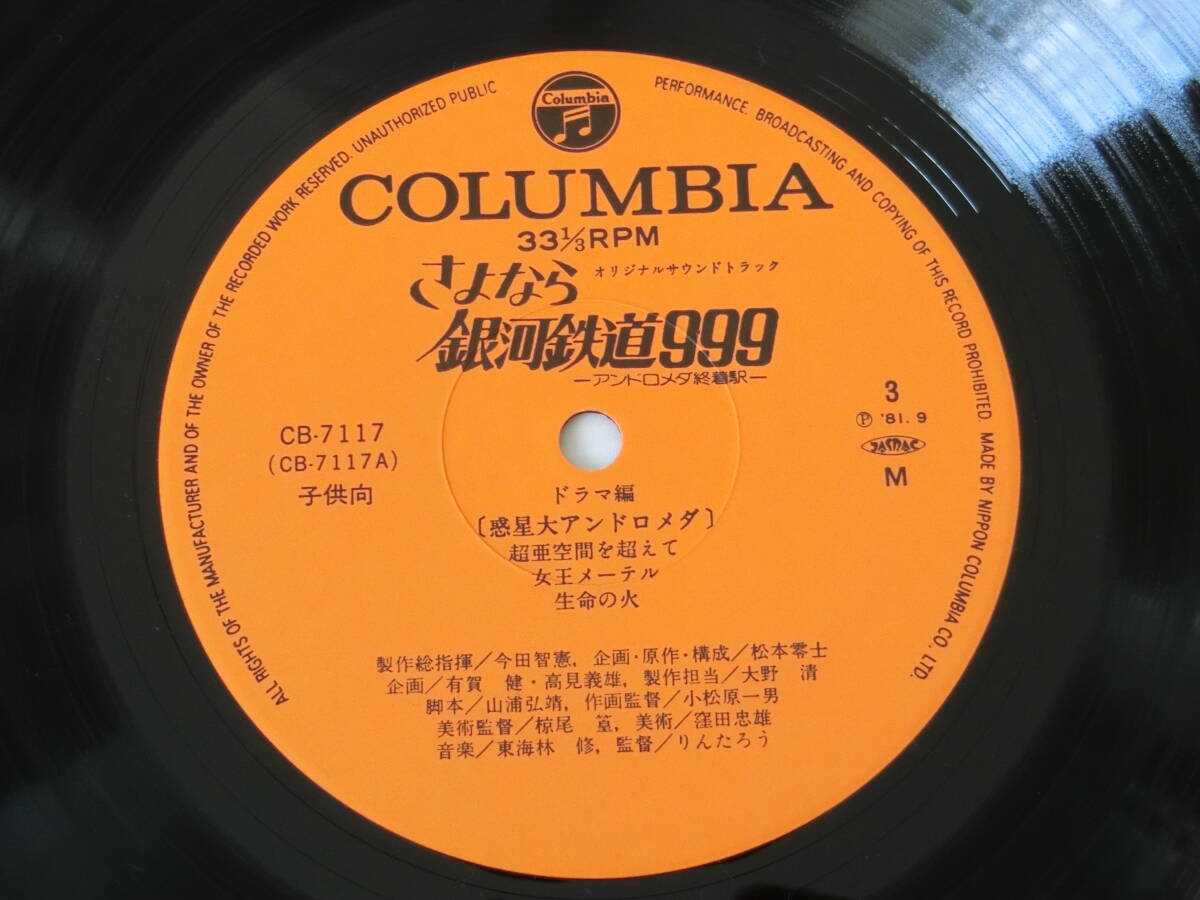 Columbia
ALL RIGHTS OF THE MANUFACTURER AND OF THE OWNER OF THE RECORDED WORK RESERVED. UNAUTHORIZED PUBLIC PERFORMANCE. BROADCASTING AND COPYING OF THIS RECORD PROHIBITED. MADE BY NIPPON COLUMBIA CO. LTD.
COLUMBIA
33 1/3 RPM
オリジナルサウンドトラック
さよなら
銀河鉄道999
―アンドロメダ終着駅―
CB-7117
(CB-7117A)
子供向
3
Ⓟ '81. 9
JASRAC
M
ドラマ編
〔惑星大アンドロメダ〕
超亜空間を超えて
女王メーテル
生命の火
製作総指揮/今田智憲, 企画・原作・構成/松本零士
企画/有賀 健・高見義雄, 製作担当/大野 清
脚本/山浦弘靖, 作画監督/小松原一男
美術監督/椋尾 篁, 美術/窪田忠雄
音楽/東海林 修, 監督/りんたろう